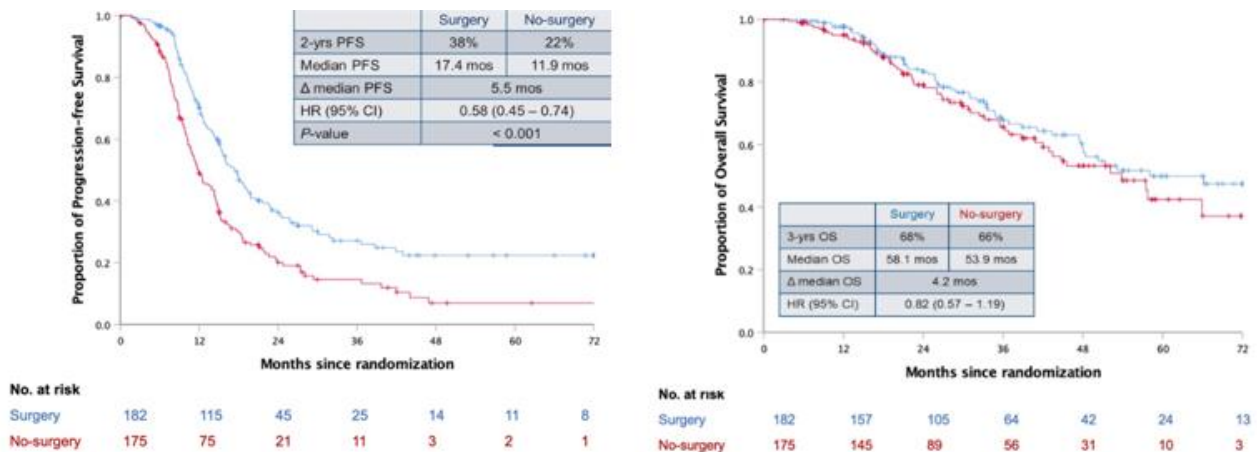 Surgery No-surgery
2-yrs PFS 38% 22%
Median PFS 17.4 mos 11.9 mos
Δ median PFS 5.5 mos
HR (95% CI) 0.58 (0.45 – 0.74)
P-value < 0.001
Proportion of Progression-free Survival
1.0
0.8
0.6
0.4
0.2
0.0
0 12 24 36 48 60 72
Months since randomization
No. at risk
Surgery 182 115 45 25 14 11 8
No-surgery 175 75 21 11 3 2 1
Proportion of Overall Survival
1.0
0.8
0.6
0.4
0.2
0.0
Surgery No-surgery
3-yrs OS 68% 66%
Median OS 58.1 mos 53.9 mos
Δ median OS 4.2 mos
HR (95% CI) 0.82 (0.57 – 1.19)
0 12 24 36 48 60 72
Months since randomization
No. at risk
Surgery 182 157 105 64 42 24 13
No-surgery 175 145 89 56 31 10 3